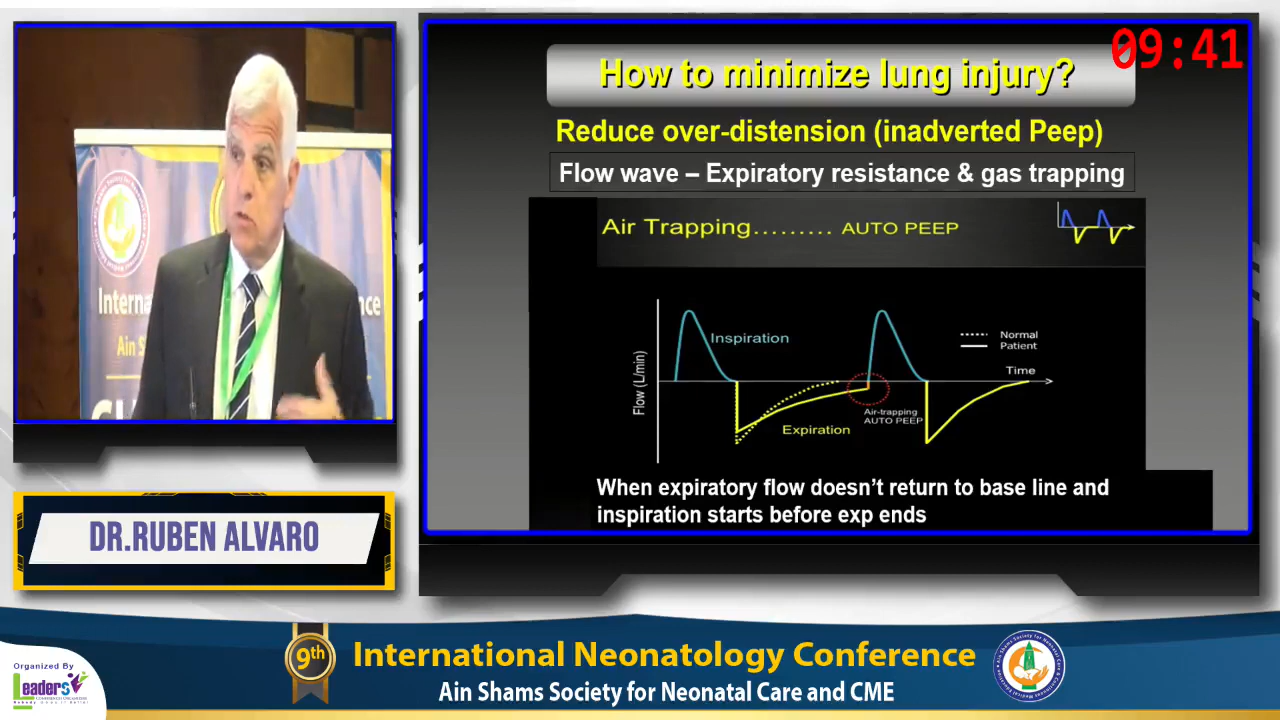 09:41
How to minimize lung injury?
Reduce over-distension (inadverted Peep)
Flow wave – Expiratory resistance & gas trapping
Air Trapping......... AUTO PEEP
Inspiration
Normal
Patient
Time
Flow (L/min)
Air-trapping
AUTO PEEP
Expiration
When expiratory flow doesn't return to base line and
inspiration starts before exp ends
Interna
nce
Ain S
DR.RUBEN ALVARO
9th
International Neonatology Conference
Ain Shams Society for Neonatal Care and CME
Organized By
Leaders